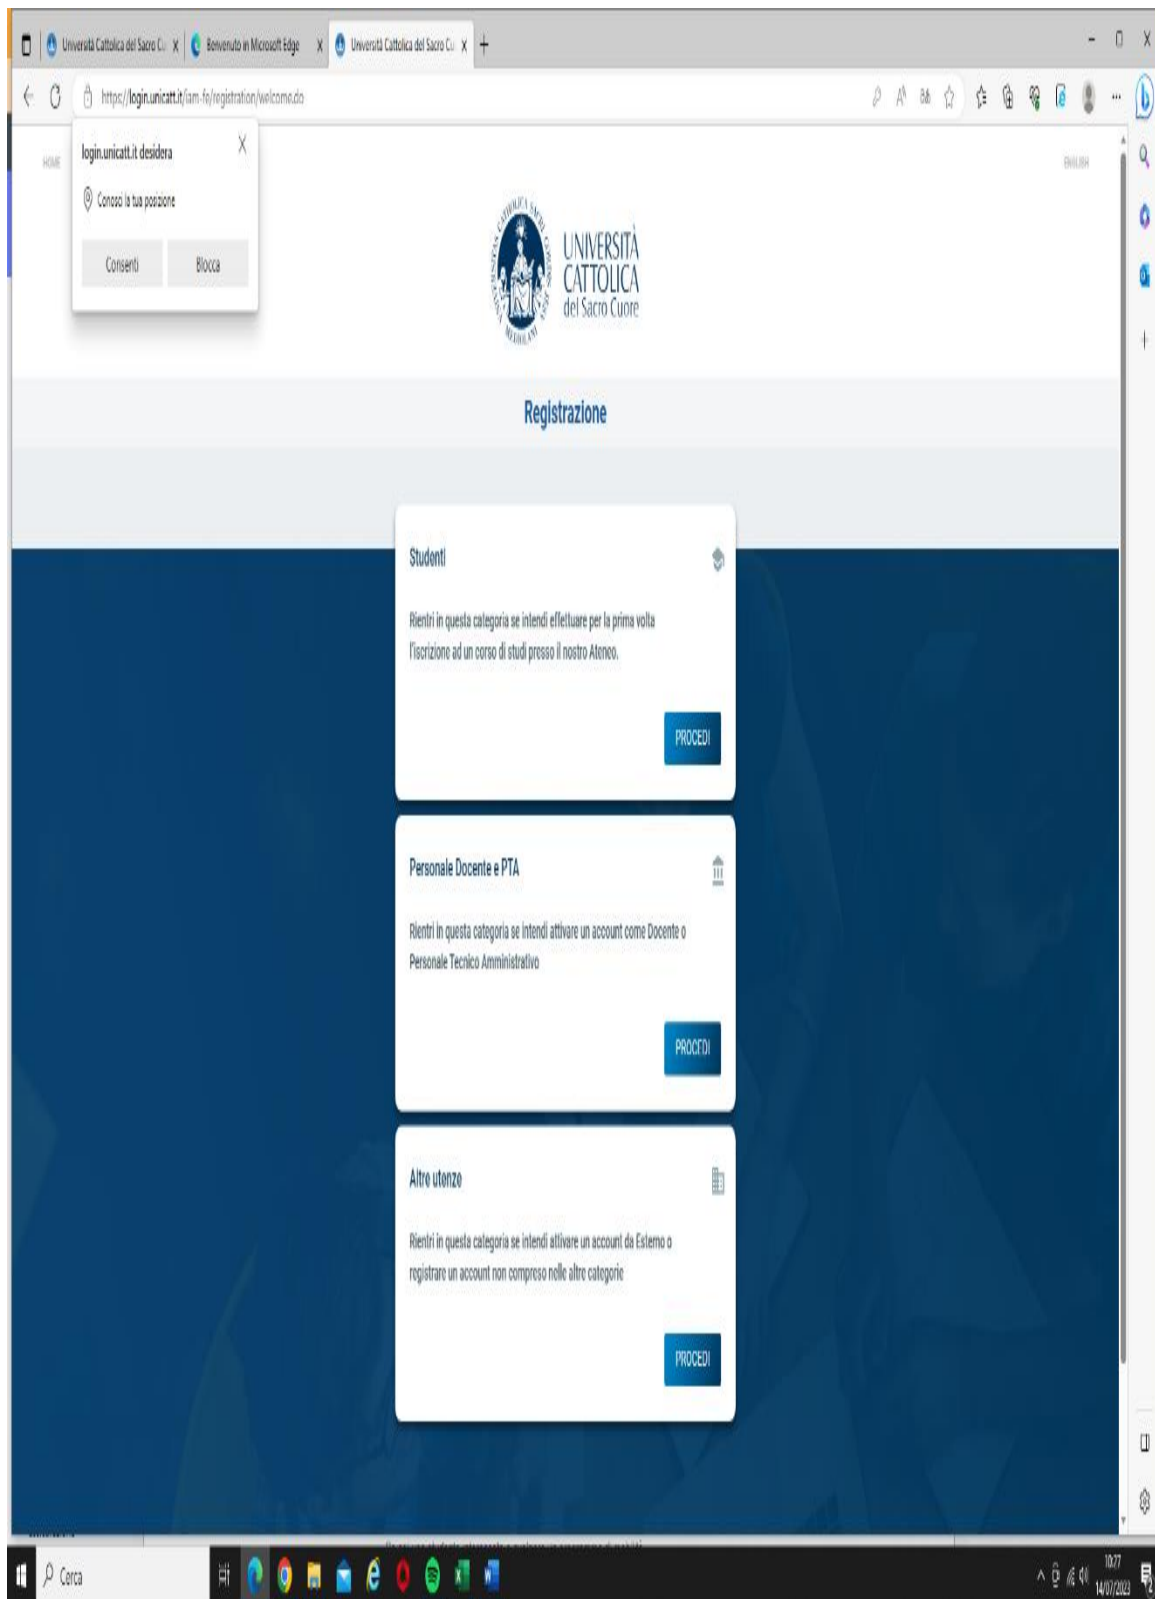 Università Cattolica del Sacro Cu
Benvenuto in Microsoft Edge
Università Cattolica del Sacro Cu
https://login.unicatt.it/iam-fe/registration/welcome.do
HOME
ENGLISH
login.unicatt.it desidera
Conosci la tua posizione
Consenti
Blocca
UNIVERSITÀ
CATTOLICA
del Sacro Cuore
Registrazione
Studenti
Rientri in questa categoria se intendi effettuare per la prima volta
l'iscrizione ad un corso di studi presso il nostro Ateneo.
PROCEDI
Personale Docente e PTA
Rientri in questa categoria se intendi attivare un account come Docente o
Personale Tecnico Amministrativo
PROCEDI
Altre utenze
Rientri in questa categoria se intendi attivare un account da Esterno o
registrare un account non compreso nelle altre categorie
PROCEDI
Cerca
14/07/2023